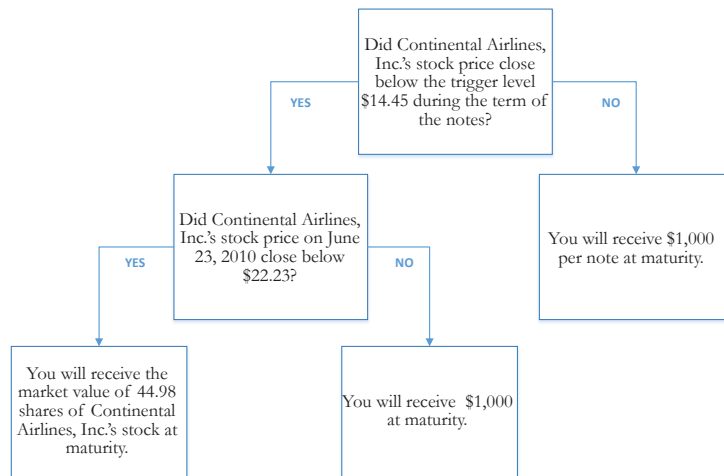 Did Continental Airlines,
Inc.'s stock price close
below the trigger level
$14.45 during the term of
the notes?
YES
NO
Did Continental Airlines,
Inc.'s stock price on June
23, 2010 close below
$22.23?
You will receive $1,000
per note at maturity.
YES
NO
You will receive the
market value of 44.98
shares of Continental
Airlines, Inc.'s stock at
maturity.
You will receive $1,000
at maturity.